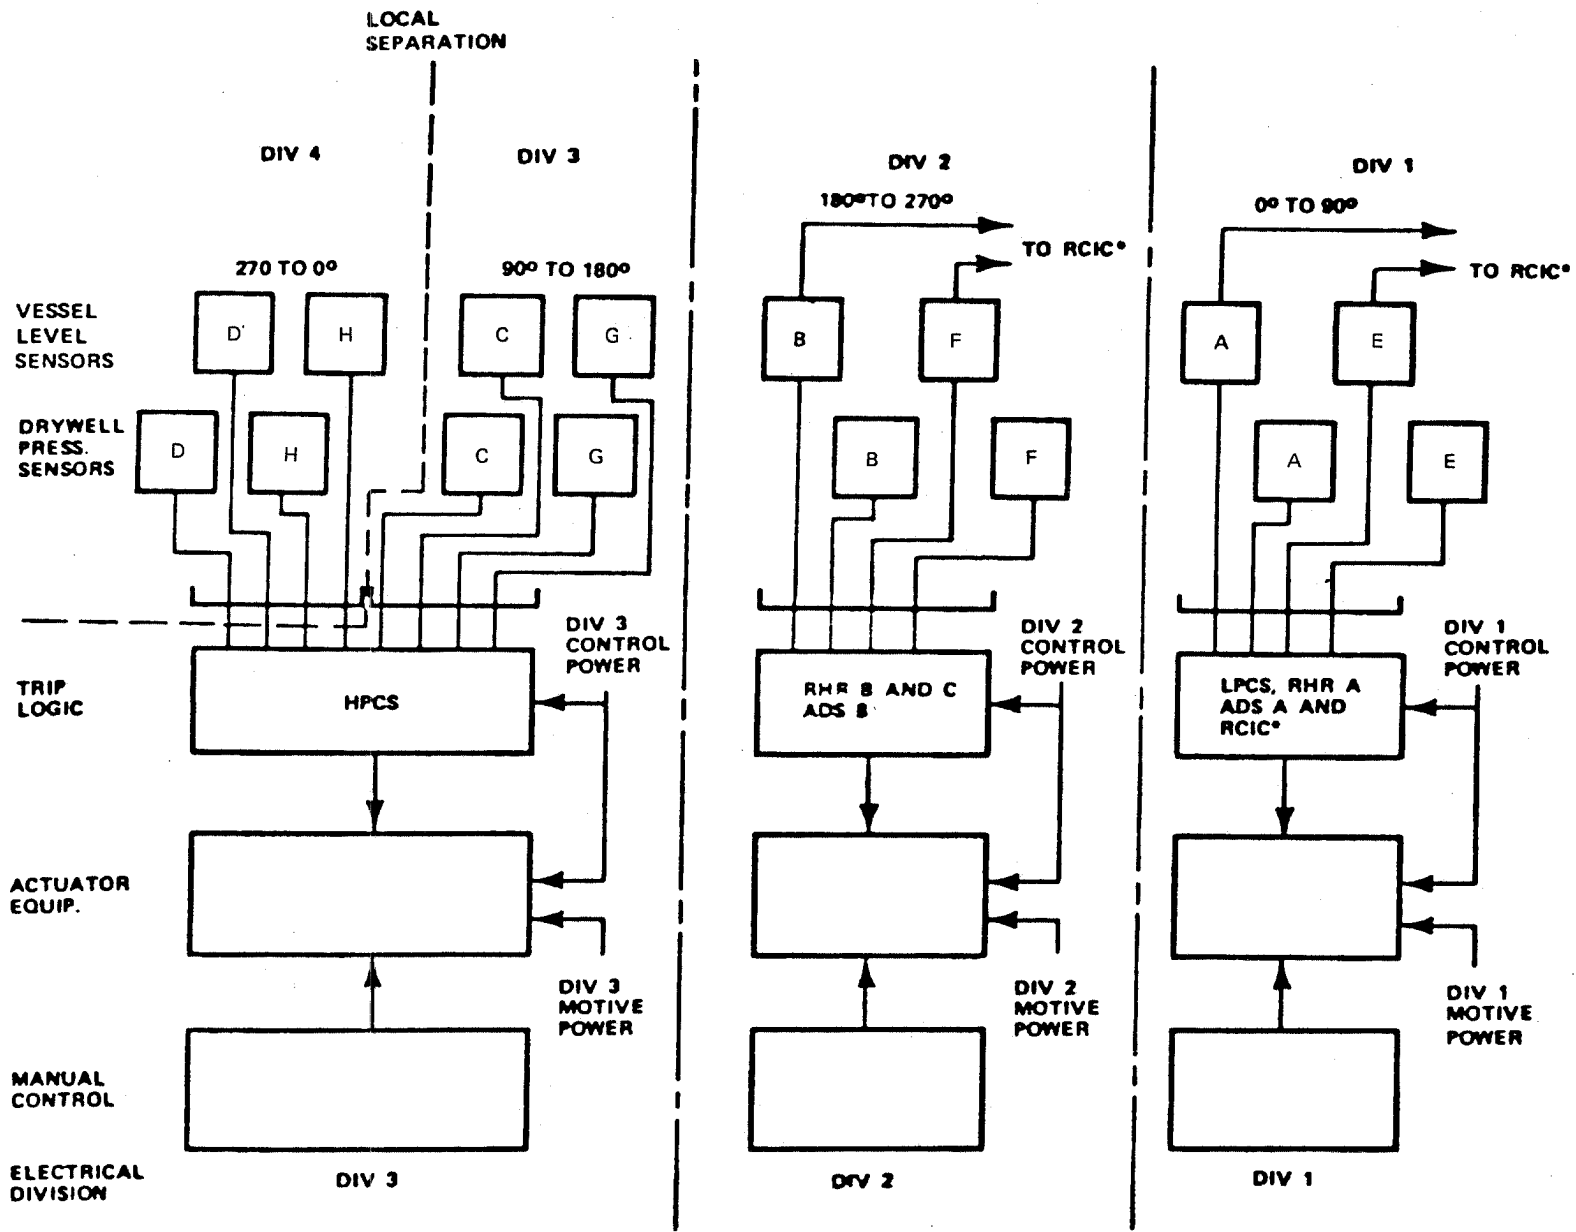 LOCAL
SEPARATION
DIV 4
DIV 3
DIV 2
DIV 1
180° TO 270°
0° TO 90°
TO RCIC*
TO RCIC*
270 TO 0°
90° TO 180°
VESSEL
LEVEL
SENSORS
D
H
C
G
B
F
A
E
DRYWELL
PRESS.
SENSORS
D
H
C
G
B
F
A
E
DIV 3
CONTROL
POWER
DIV 2
CONTROL
POWER
DIV 1
CONTROL
POWER
TRIP
LOGIC
HPCS
RHR B AND C
ADS B
LPCS, RHR A
ADS A AND
RCIC*
ACTUATOR
EQUIP.
DIV 3
MOTIVE
POWER
DIV 2
MOTIVE
POWER
DIV 1
MOTIVE
POWER
MANUAL
CONTROL
ELECTRICAL
DIVISION
DIV 3
DIV 2
DIV 1